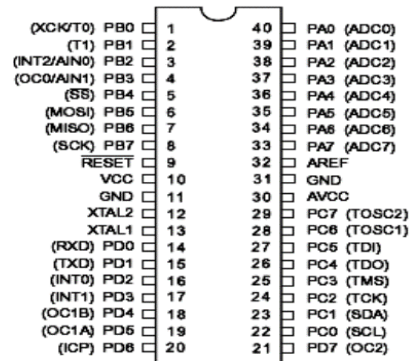 (XCK/T0) PB0 1 40 PA0 (ADC0)
(T1) PB1 2 39 PA1 (ADC1)
(INT2/AIN0) PB2 3 38 PA2 (ADC2)
(OC0/AIN1) PB3 4 37 PA3 (ADC3)
(SS) PB4 5 36 PA4 (ADC4)
(MOSI) PB5 6 35 PA5 (ADC5)
(MISO) PB6 7 34 PA6 (ADC6)
(SCK) PB7 8 33 PA7 (ADC7)
RESET 9 32 AREF
VCC 10 31 GND
GND 11 30 AVCC
XTAL2 12 29 PC7 (TOSC2)
XTAL1 13 28 PC6 (TOSC1)
(RXD) PD0 14 27 PC5 (TDI)
(TXD) PD1 15 26 PC4 (TDO)
(INT0) PD2 16 25 PC3 (TMS)
(INT1) PD3 17 24 PC2 (TCK)
(OC1B) PD4 18 23 PC1 (SDA)
(OC1A) PD5 19 22 PC0 (SCL)
(ICP) PD6 20 21 PD7 (OC2)